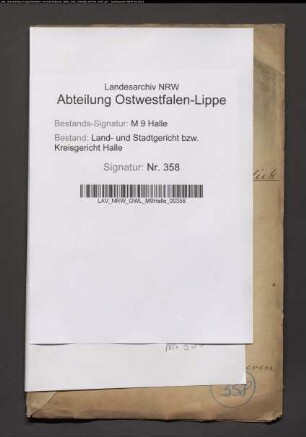 Landesarchiv NRW
Abteilung Ostwestfalen-Lippe
Bestands-Signatur: M 9 Halle
Bestand: Land- und Stadtgericht bzw.
Kreisgericht Halle
Signatur: Nr. 358
LAV_NRW_OWL_M9Halle_00358
358